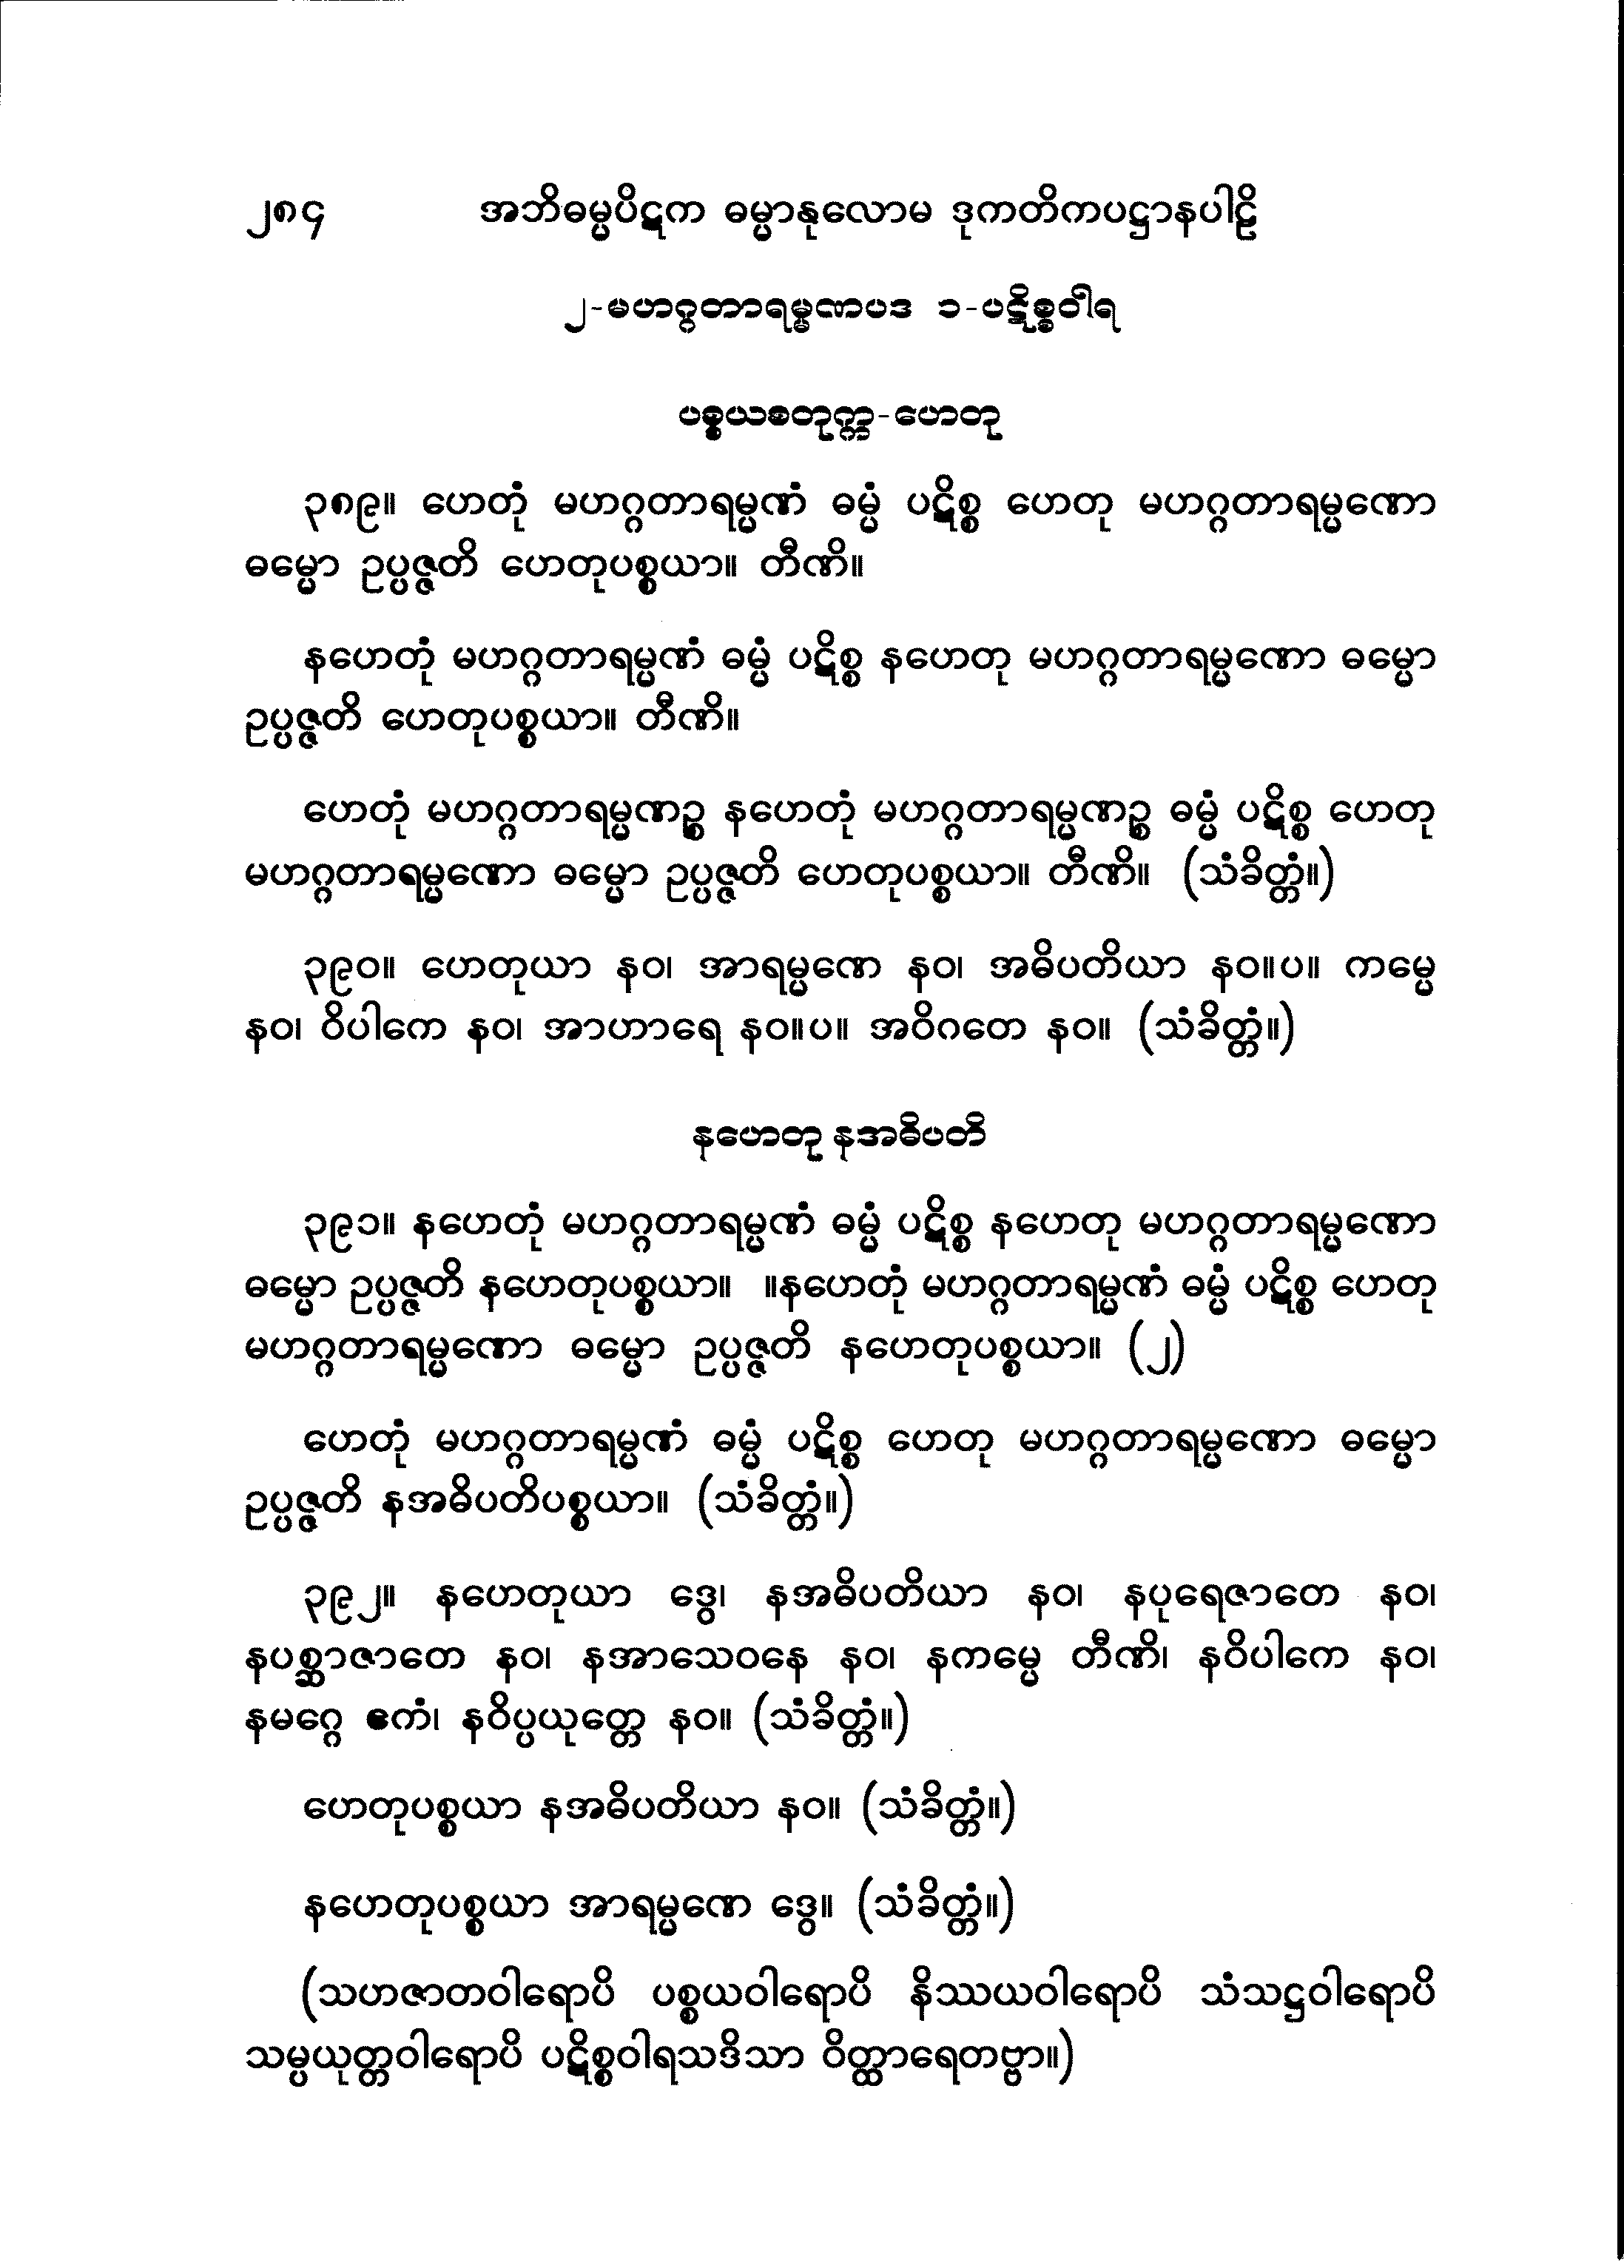 ၂၈၄ အဘိဓမ္မပိဋက ဓမ္မာနုလောမ ဒုကတိကပဋ္ဌာနပါဠိ
၂-မဟဂ္ဂတာရမ္မဏပဒ ၁-ပဋိစ္စဝါရ
ပစ္စယစတုက္က-ဟေတု
၃၈၉။ ဟေတုံ မဟဂ္ဂတာရမ္မဏံ ဓမ္မံ ပဋိစ္စ ဟေတု မဟဂ္ဂတာရမ္မဏော
ဓမ္မော ဥပ္ပဇ္ဇတိ ဟေတုပစ္စယာ။ တီဏိ။
နဟေတုံ မဟဂ္ဂတာရမ္မဏံ ဓမ္မံ ပဋိစ္စ နဟေတု မဟဂ္ဂတာရမ္မဏော ဓမ္မော
ဥပ္ပဇ္ဇတိ ဟေတုပစ္စယာ။ တီဏိ။
ဟေတုံ မဟဂ္ဂတာရမ္မဏဉ္စ နဟေတုံ မဟဂ္ဂတာရမ္မဏဉ္စ ဓမ္မံ ပဋိစ္စ ဟေတု
မဟဂ္ဂတာရမ္မဏော ဓမ္မော ဥပ္ပဇ္ဇတိ ဟေတုပစ္စယာ။ တီဏိ။ (သံခိတ္တံ။)
၃၉၀။ ဟေတုယာ နဝ၊ အာရမ္မဏေ နဝ၊ အဓိပတိယာ နဝ။ပ။ ကမ္မေ
နဝ၊ ဝိပါကေ နဝ၊ အာဟာရေ နဝ။ပ။ အဝိဂတေ နဝ။ (သံခိတ္တံ။)
နဟေတု နအဓိပတိ
၃၉၁။ နဟေတုံ မဟဂ္ဂတာရမ္မဏံ ဓမ္မံ ပဋိစ္စ နဟေတု မဟဂ္ဂတာရမ္မဏော
ဓမ္မော ဥပ္ပဇ္ဇတိ နဟေတုပစ္စယာ။ ။နဟေတုံ မဟဂ္ဂတာရမ္မဏံ ဓမ္မံ ပဋိစ္စ ဟေတု
မဟဂ္ဂတာရမ္မဏော ဓမ္မော ဥပ္ပဇ္ဇတိ နဟေတုပစ္စယာ။ (၂)
ဟေတုံ မဟဂ္ဂတာရမ္မဏံ ဓမ္မံ ပဋိစ္စ ဟေတု မဟဂ္ဂတာရမ္မဏော ဓမ္မော
ဥပ္ပဇ္ဇတိ နအဓိပတိပစ္စယာ။ (သံခိတ္တံ။)
၃၉၂။ နဟေတုယာ ဒွေ၊ နအဓိပတိယာ နဝ၊ နပုရေဇာတေ နဝ၊
နပစ္ဆာဇာတေ နဝ၊ နအာသေဝနေ နဝ၊ နကမ္မေ တီဏိ၊ နဝိပါကေ နဝ၊
နမဂ္ဂေ ဧကံ၊ နဝိပ္ပယုတ္တေ နဝ။ (သံခိတ္တံ။)
ဟေတုပစ္စယာ နအဓိပတိယာ နဝ။ (သံခိတ္တံ။)
နဟေတုပစ္စယာ အာရမ္မဏေ ဒွေ။ (သံခိတ္တံ။)
(သဟဇာတဝါရောပိ ပစ္စယဝါရောပိ နိဿယဝါရောပိ သံသဋ္ဌဝါရောပိ
သမ္ပယုတ္တဝါရောပိ ပဋိစ္စဝါရသဒိသာ ဝိတ္ထာရေတဗ္ဗာ။)